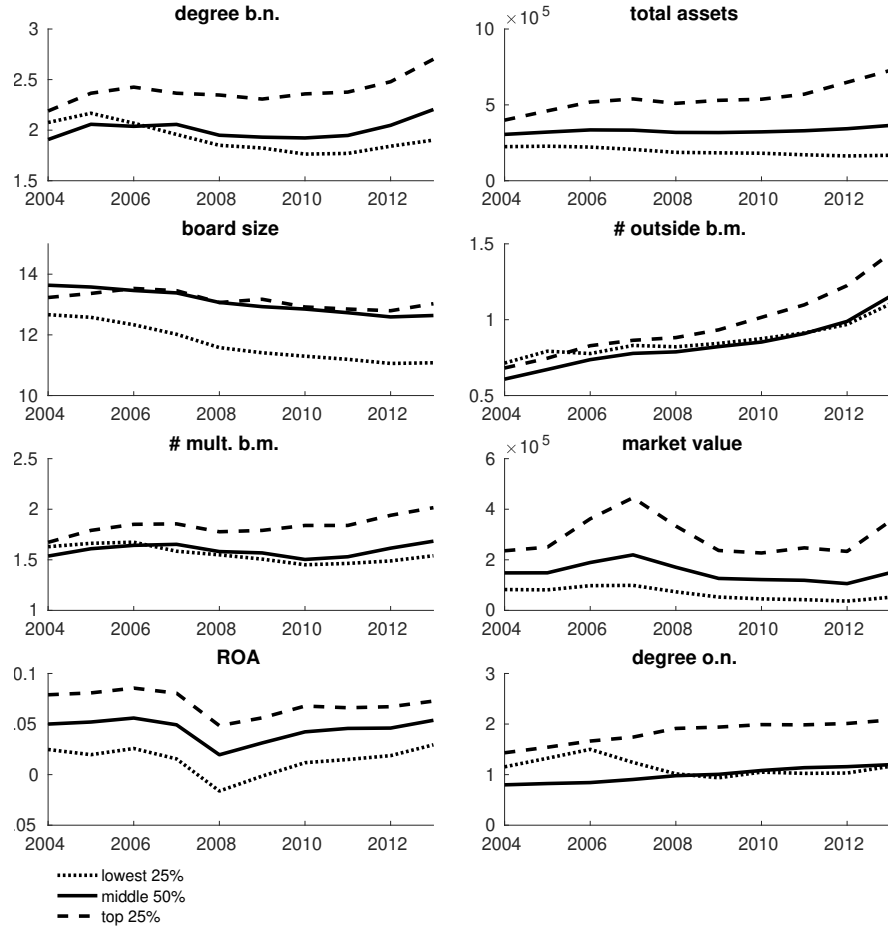 degree b.n.
3
2.5
2
1.5
2004 2006 2008 2010 2012
total assets
× 10 5
10
5
0
2004 2006 2008 2010 2012
board size
14
12
10
2004 2006 2008 2010 2012
# outside b.m.
1.5
1
0.5
2004 2006 2008 2010 2012
# mult. b.m.
2.5
2
1.5
1
2004 2006 2008 2010 2012
market value
× 10 5
6
4
2
0
2004 2006 2008 2010 2012
ROA
0.1
.05
0
.05
2004 2006 2008 2010 2012
degree o.n.
3
2
1
0
2004 2006 2008 2010 2012
lowest 25%
middle 50%
top 25%